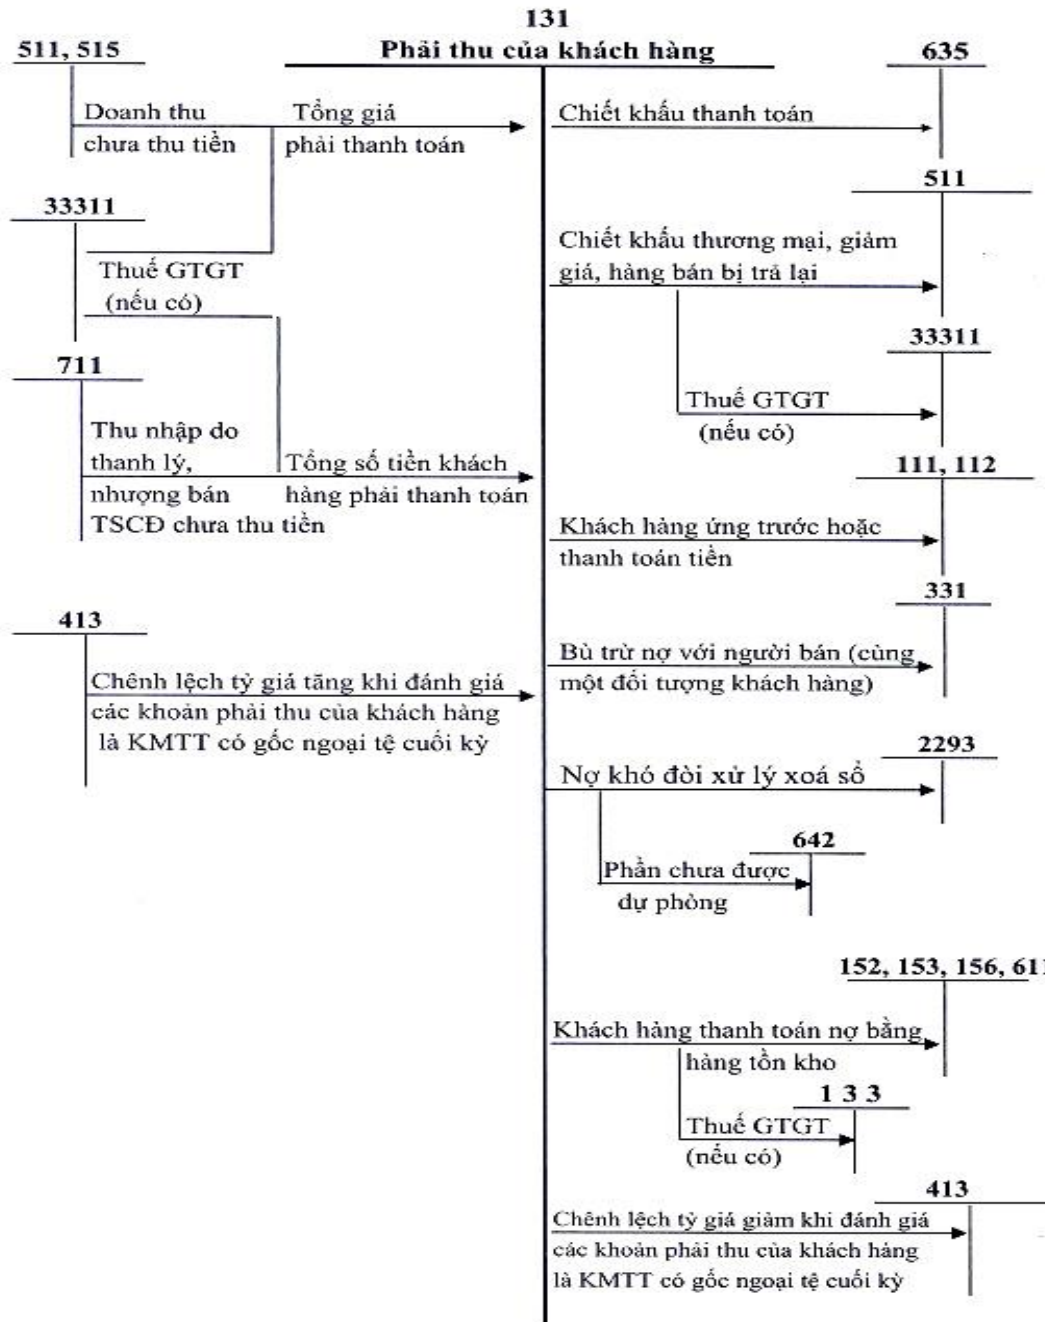 131
Phải thu của khách hàng
511, 515
Doanh thu
chưa thu tiền
Tổng giá
phải thanh toán
33311
Thuế GTGT
(nếu có)
711
Thu nhập do
thanh lý,
nhượng bán
TSCĐ chưa thu tiền
Tổng số tiền khách
hàng phải thanh toán
413
Chênh lệch tỷ giá tăng khi đánh giá
các khoản phải thu của khách hàng
là KMTT có gốc ngoại tệ cuối kỳ
635
Chiết khấu thanh toán
511
Chiết khấu thương mại, giảm
giá, hàng bán bị trả lại
33311
Thuế GTGT
(nếu có)
111, 112
Khách hàng ứng trước hoặc
thanh toán tiền
331
Bù trừ nợ với người bán (cùng
một đối tượng khách hàng)
2293
Nợ khó đòi xử lý xoá sổ
642
Phần chưa được
dự phòng
152, 153, 156, 611
Khách hàng thanh toán nợ bằng
hàng tồn kho
1 3 3
Thuế GTGT
(nếu có)
413
Chênh lệch tỷ giá giảm khi đánh giá
các khoản phải thu của khách hàng
là KMTT có gốc ngoại tệ cuối kỳ